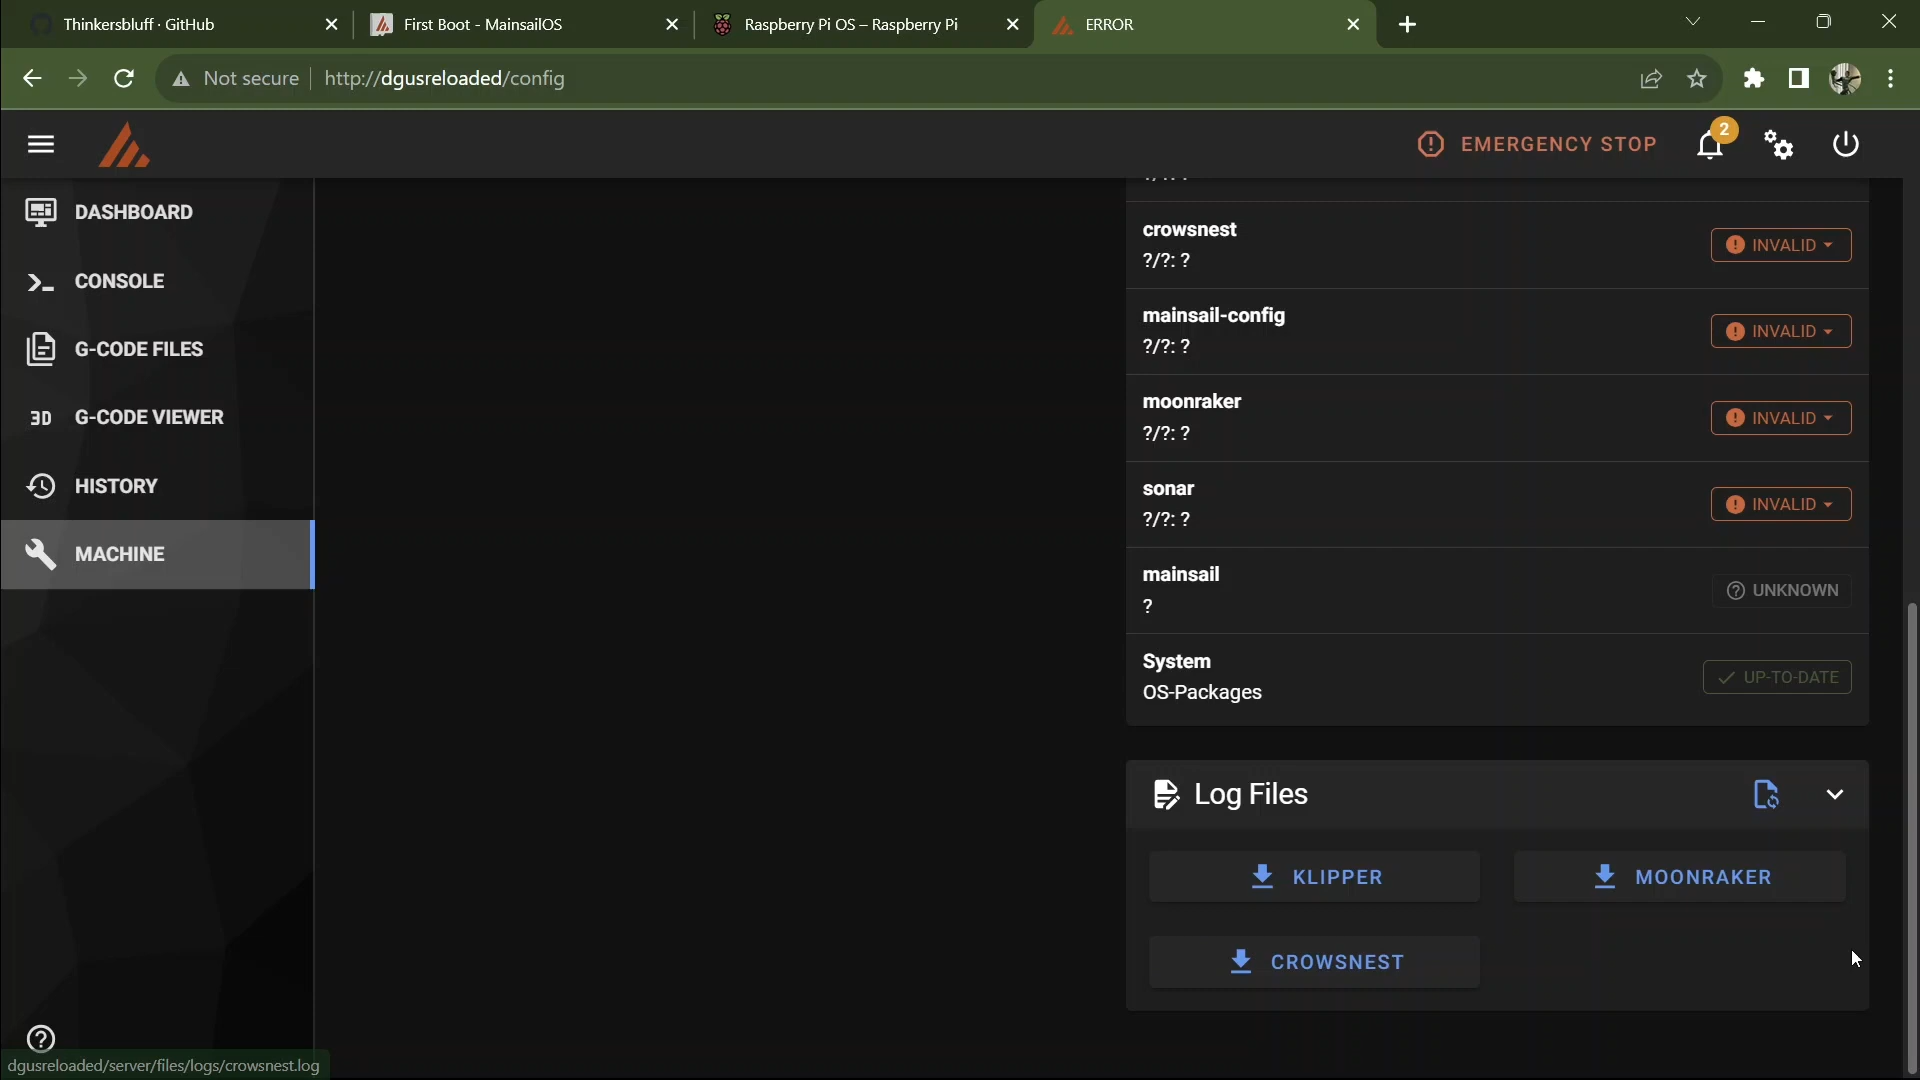 Thinkersbluff · GitHub
First Boot - MainsailOS
Raspberry Pi OS – Raspberry Pi
ERROR
Not secure
http://dgusreloaded/config
EMERGENCY STOP
2
DASHBOARD
CONSOLE
G-CODE FILES
3D G-CODE VIEWER
HISTORY
MACHINE
crowsnest
?/?: ?
INVALID
mainsail-config
?/?: ?
INVALID
moonraker
?/?: ?
INVALID
sonar
?/?: ?
INVALID
mainsail
?
UNKNOWN
System
OS-Packages
UP-TO-DATE
Log Files
KLIPPER
MOONRAKER
CROWSNEST
dgusreloaded/server/files/logs/crowsnest.log